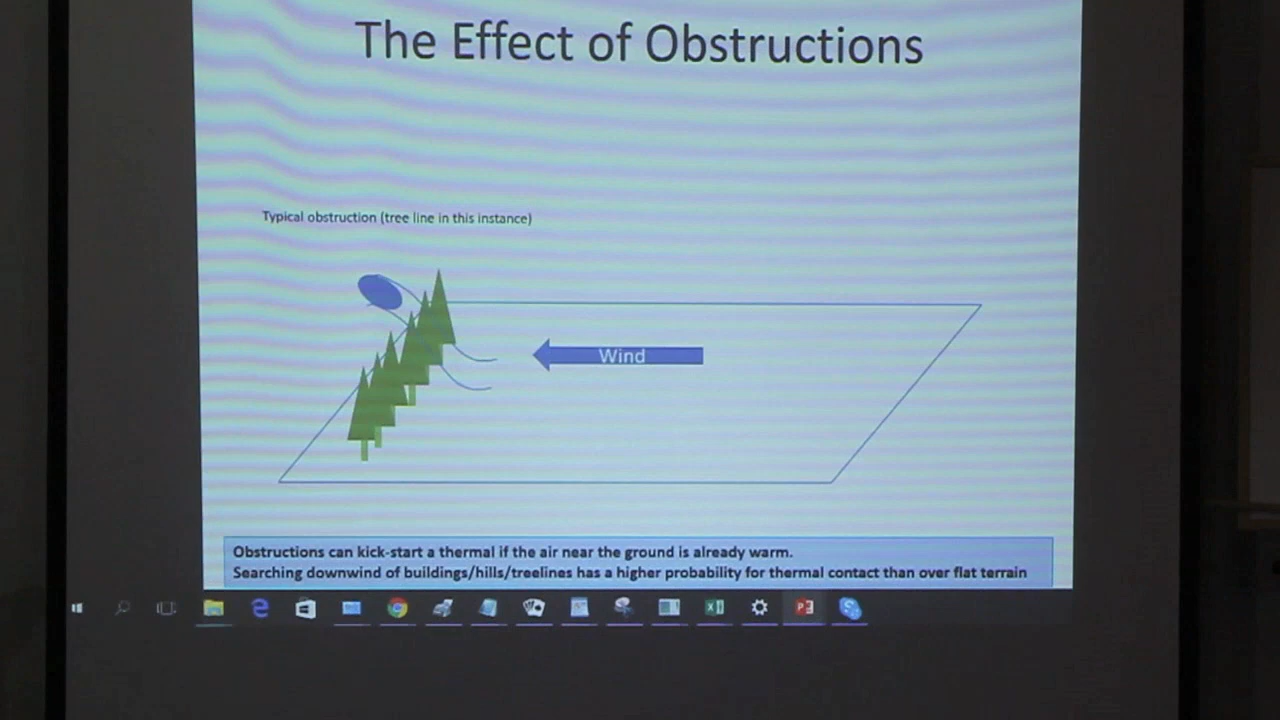 The Effect of Obstructions
Typical obstruction (tree line in this instance)
Wind
Obstructions can kick-start a thermal if the air near the ground is already warm.
Searching downwind of buildings/hills/treelines has a higher probability for thermal contact than over flat terrain